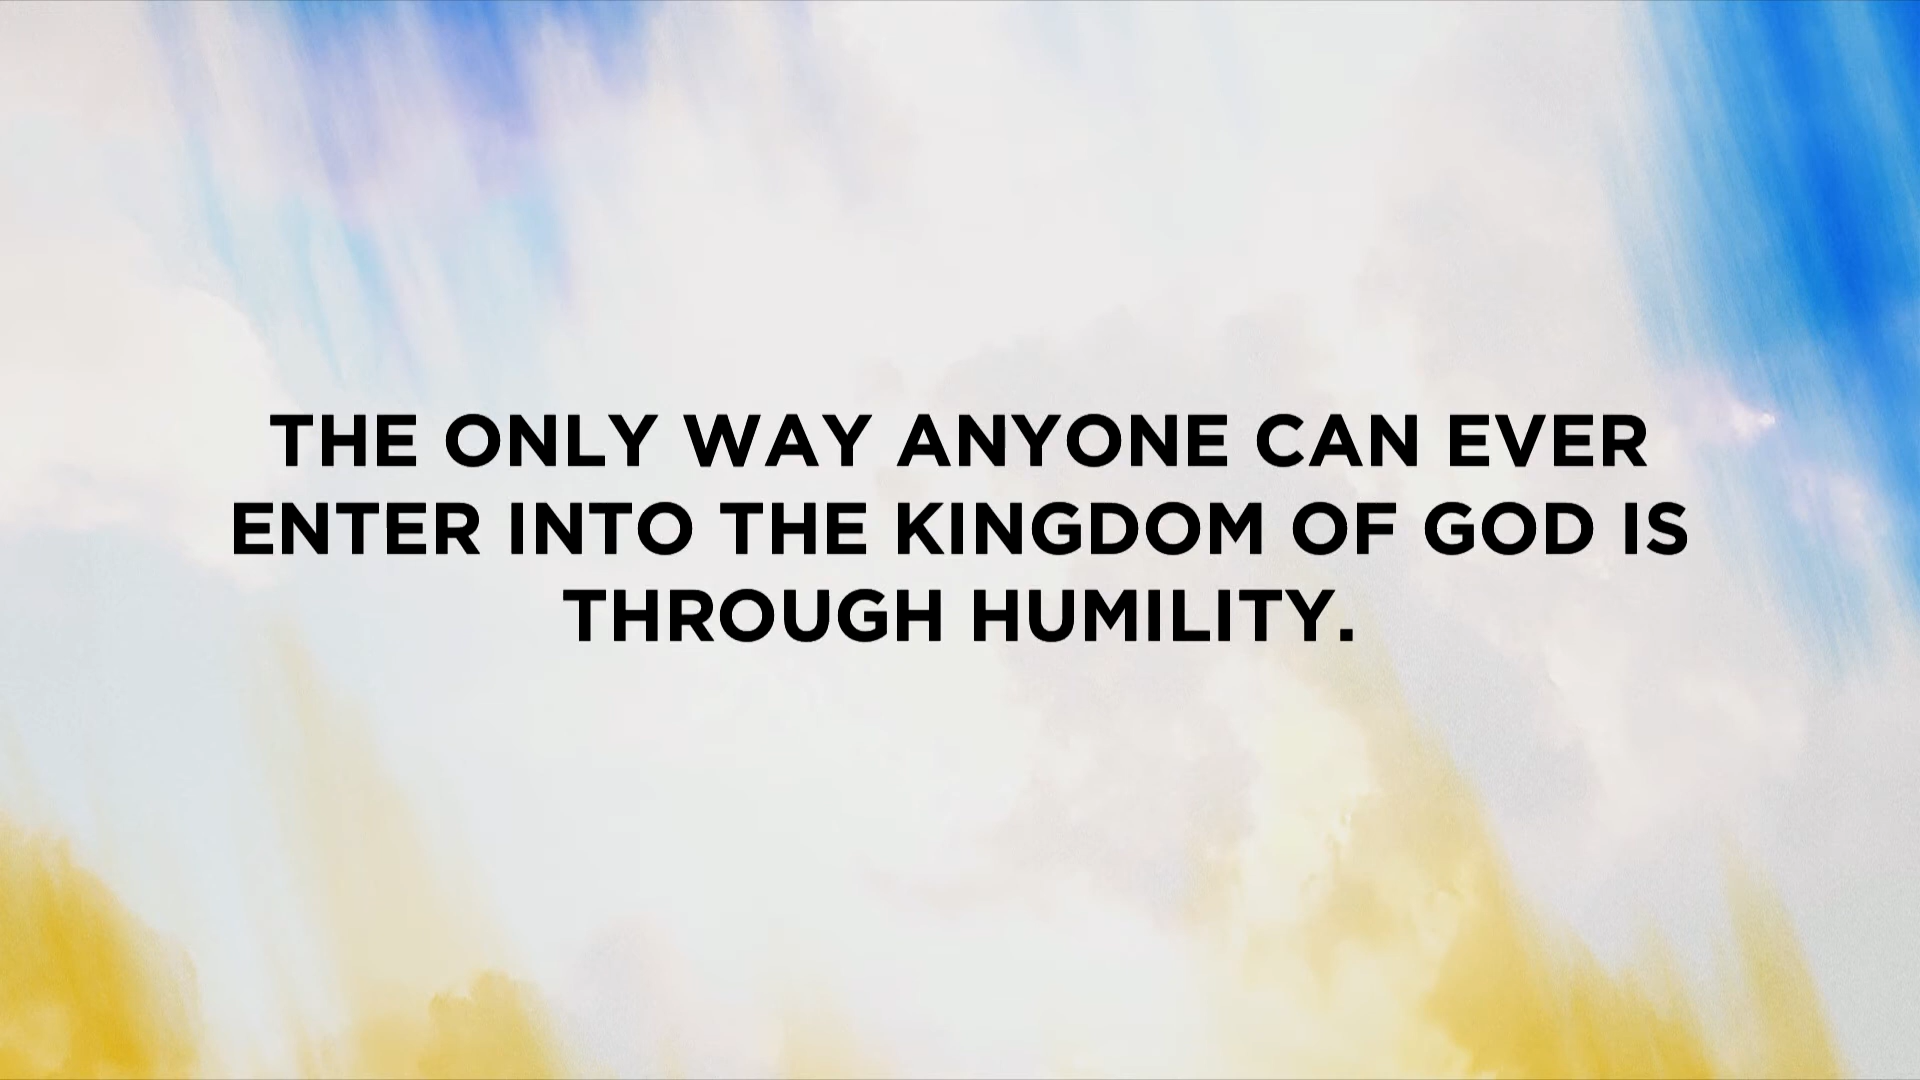 THE ONLY WAY ANYONE CAN EVER
ENTER INTO THE KINGDOM OF GOD IS
THROUGH HUMILITY.